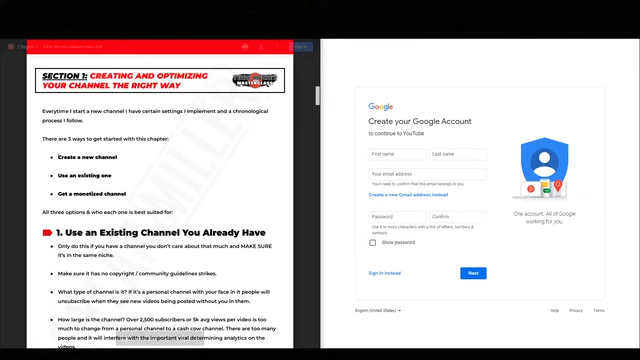 SECTION 1: CREATING AND OPTIMIZING
YOUR CHANNEL THE RIGHT WAY
MASTERCLASS
Everytime I start a new channel I have certain settings I implement and a chronological
process I follow.
There are 3 ways to get started with this chapter:
Create a new channel
Use an existing one
Get a monetized channel
All three options & who each one is best suited for:
1. Use an Existing Channel You Already Have
Only do this if you have a channel you don't care about that much and MAKE SURE
it's in the same niche.
Make sure it has no copyright / community guidelines strikes.
What type of channel is it? If it's a personal channel with your face in it people will
unsubscribe when they see new videos being posted without you in them.
How large is the channel? Over 2,500 subscribers or 5k avg views per video is too
much to change from a personal channel to a cash cow channel. There are too many
people and it will interfere with the important viral determining analytics on the
videos.
Google
Create your Google Account
to continue to YouTube
First name
Last name
Your email address
You'll need to confirm that this email belongs to you.
Create a new Gmail address instead
Password
Confirm
Use 8 or more characters with a mix of letters, numbers &
symbols
Show password
Sign in instead
Next
One account. All of Google
working for you.
English (United States)
Help
Privacy
Terms